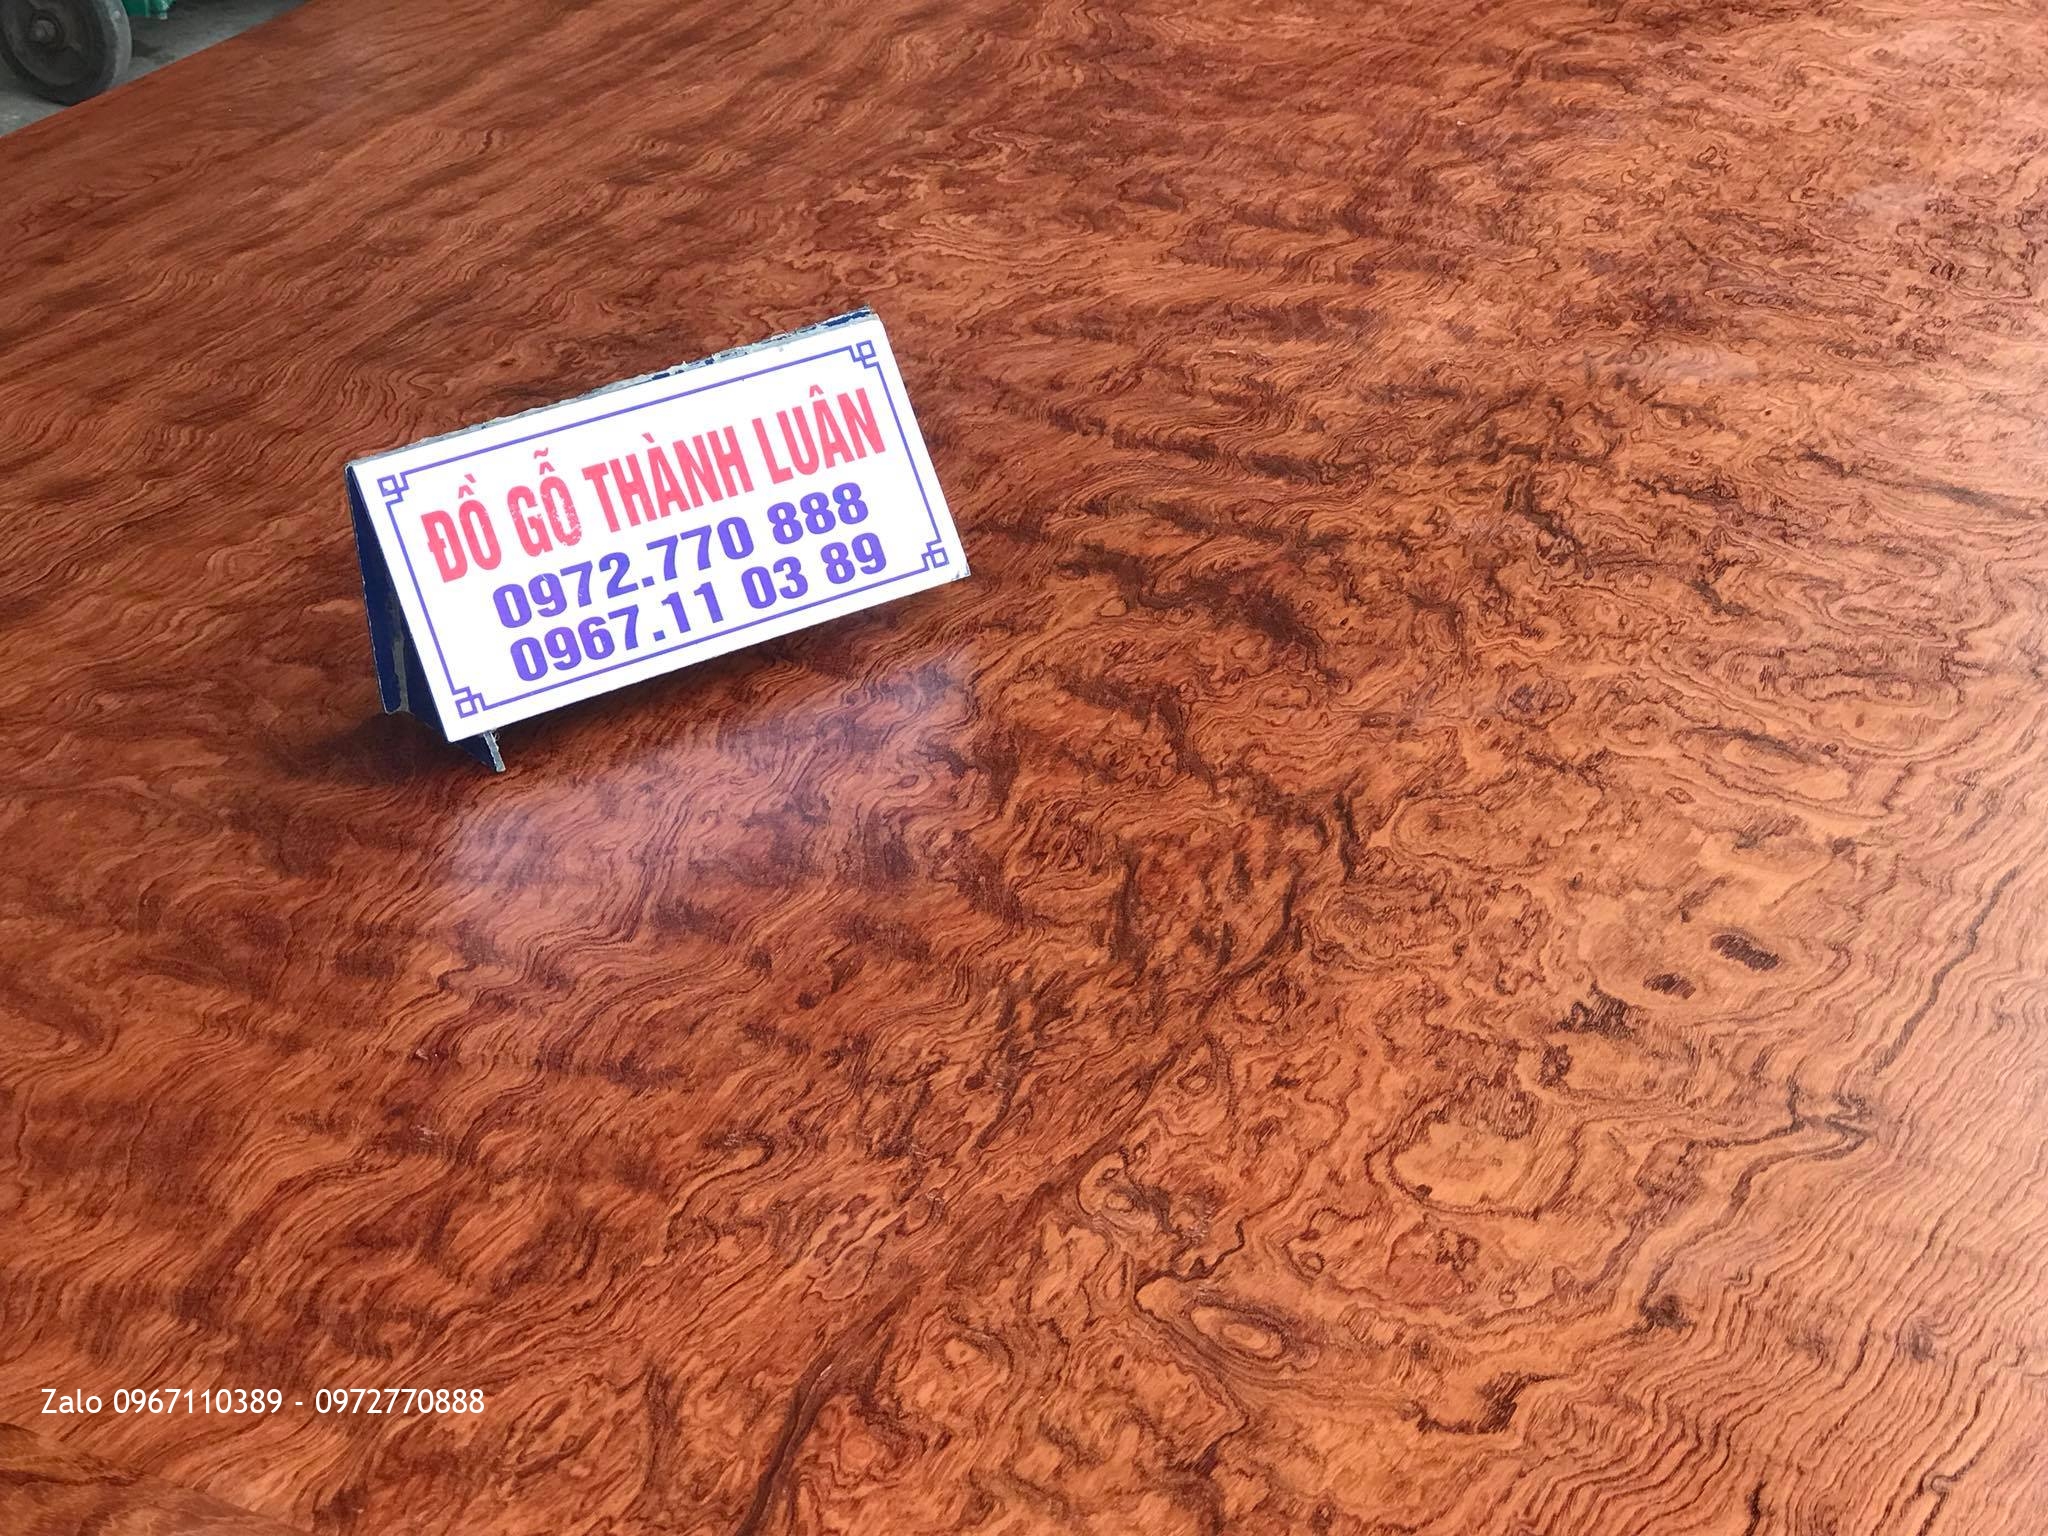 ĐỒ GỖ THÀNH LUÂN
0972.770 888
0967.11 03 89
Zalo 0967110389 - 0972770888